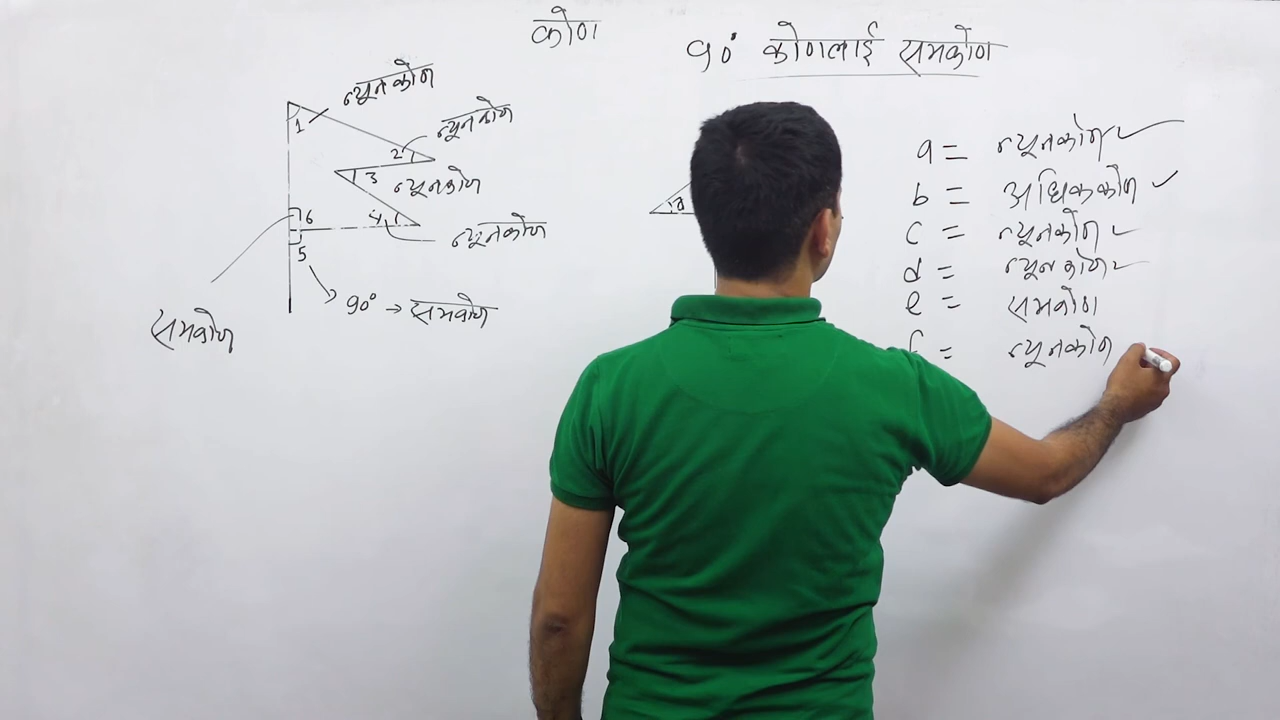 कोण
९०° कोणलाई समकोण
न्यूनकोण
1
न्यूनकोण
2
3
न्यूनकोण
4
न्यूनकोण
6
5
९०° → समकोण
समकोण
a = न्यूनकोण ✓
b = अधिककोण ✓
c = न्यूनकोण ✓
d = न्यूनकोण ✓
e = समकोण
f = न्यूनकोण